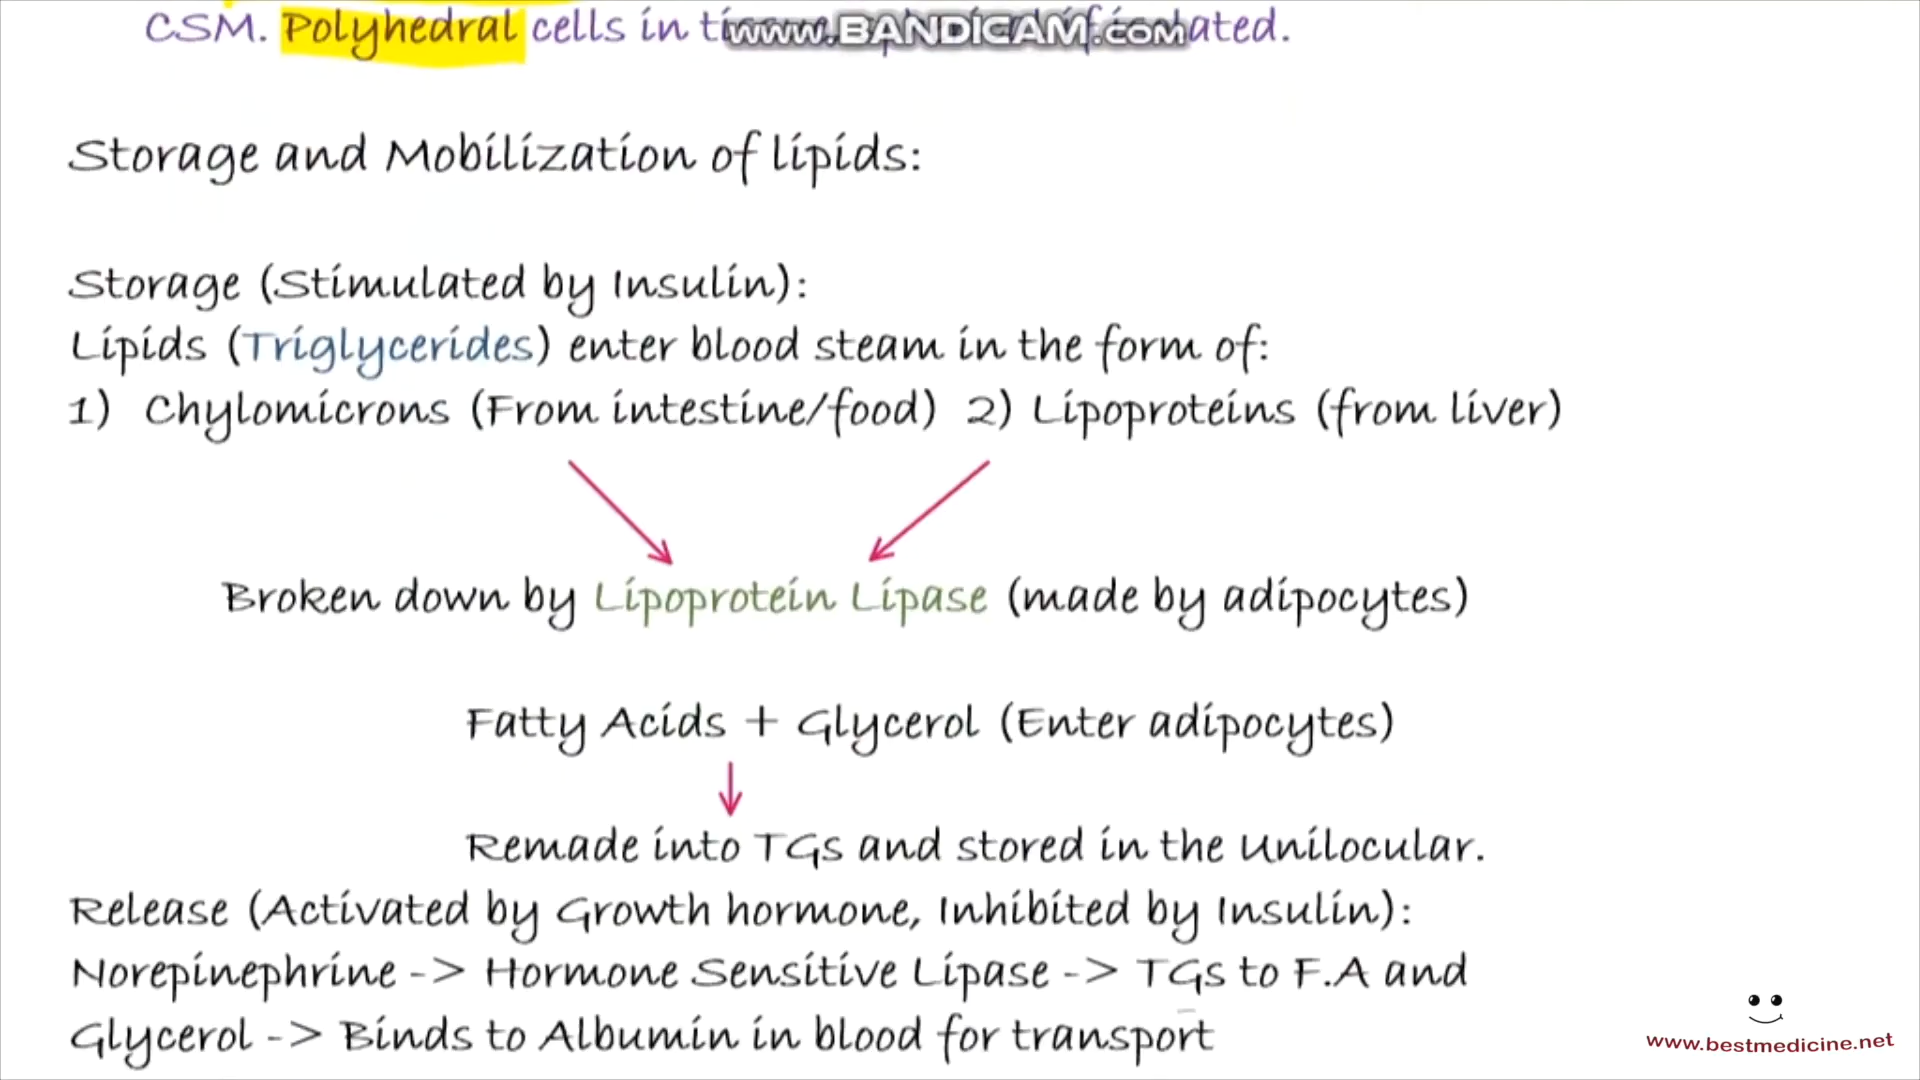 CSM. Polyhedral cells in
www.BANDICAM.com
Storage and Mobilization of lipids:
Storage (Stimulated by Insulin):
Lipids (Triglycerides) enter blood steam in the form of:
1) Chylomicrons (From intestine/food) 2) Lipoproteins (from liver)
Broken down by Lipoprotein Lipase (made by adipocytes)
Fatty Acids + Glycerol (Enter adipocytes)
Remade into TGs and stored in the Unilocular.
Release (Activated by Growth hormone, Inhibited by Insulin):
Norepinephrine -> Hormone Sensitive Lipase -> TGs to F.A and
Glycerol -> Binds to Albumin in blood for transport
www.bestmedicine.net